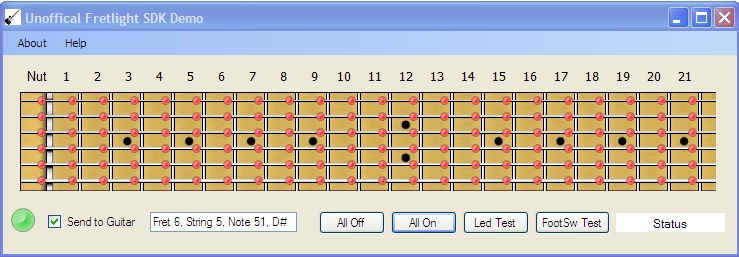 Unoffical Fretlight SDK Demo
About Help
Nut 1 2 3 4 5 6 7 8 9 10 11 12 13 14 15 16 17 18 19 20 21
Send to Guitar Fret 6, String 5, Note 51, D# All Off All On Led Test FootSw Test Status